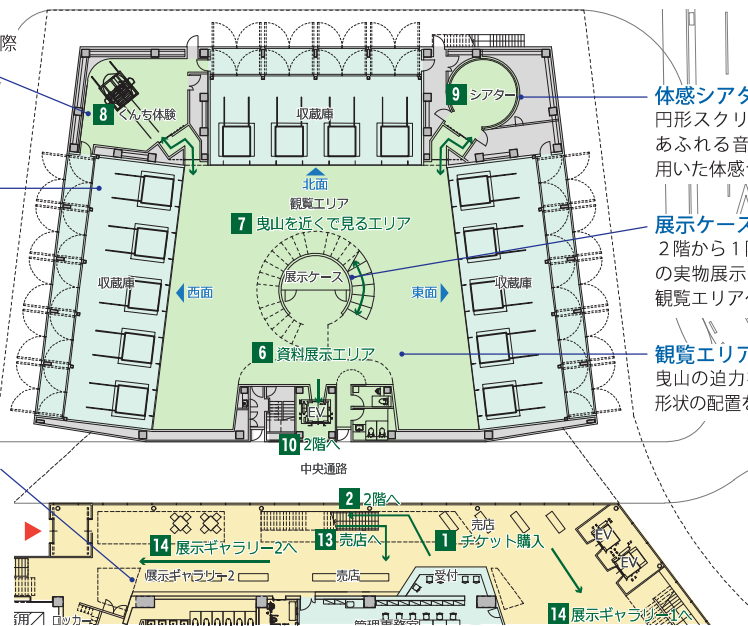 際
8 くんち体験
収蔵庫
9 シアター
体感シアタ
円形スクリ
あふれる音
用いた体感
北面
観覧エリア
7 曳山を近くで見るエリア
展示ケース
2階から1
の実物展示
観覧エリア
収蔵庫
西面
展示ケース
東面
収蔵庫
6 資料展示エリア
観覧エリア
曳山の迫力
形状の配置
EV
10 2階へ
中央通路
2 2階へ
売店
14 展示ギャラリー2へ
13 売店へ
1 チケット購入
EV
EV
展示ギャラリー2
売店
受付
ロッカー
管理事務室
14 展示ギャラリー1へ